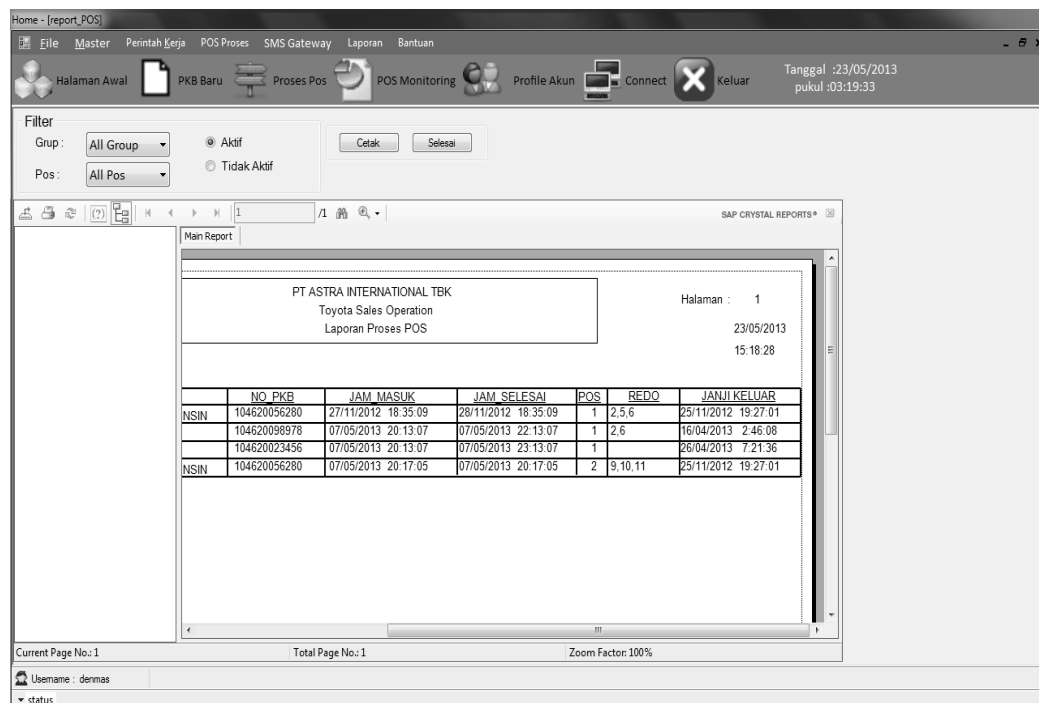 Home - [report_POS]
File Master Perintah Kerja POS Proses SMS Gateway Laporan Bantuan
Halaman Awal PKB Baru Proses Pos POS Monitoring Profile Akun Connect Keluar Tanggal :23/05/2013
pukul :03:19:33
Filter
Grup : All Group Aktif Cetak Selesai
Pos : All Pos Tidak Aktif
1 /1 SAP CRYSTAL REPORTS®
Main Report
PT ASTRA INTERNATIONAL TBK
Toyota Sales Operation
Laporan Proses POS
Halaman : 1
23/05/2013
15:18:28
NO_PKB JAM_MASUK JAM_SELESAI POS REDO JANJI KELUAR
NSIN 104620056280 27/11/2012 18:35:09 28/11/2012 18:35:09 1 2,5,6 25/11/2012 19:27:01
104620098978 07/05/2013 20:13:07 07/05/2013 22:13:07 1 2,6 16/04/2013 2:46:08
104620023456 07/05/2013 20:13:07 07/05/2013 23:13:07 1 26/04/2013 7:21:36
NSIN 104620056280 07/05/2013 20:17:05 07/05/2013 20:17:05 2 9,10,11 25/11/2012 19:27:01
Current Page No.: 1 Total Page No.: 1 Zoom Factor: 100%
Username : denmas
status